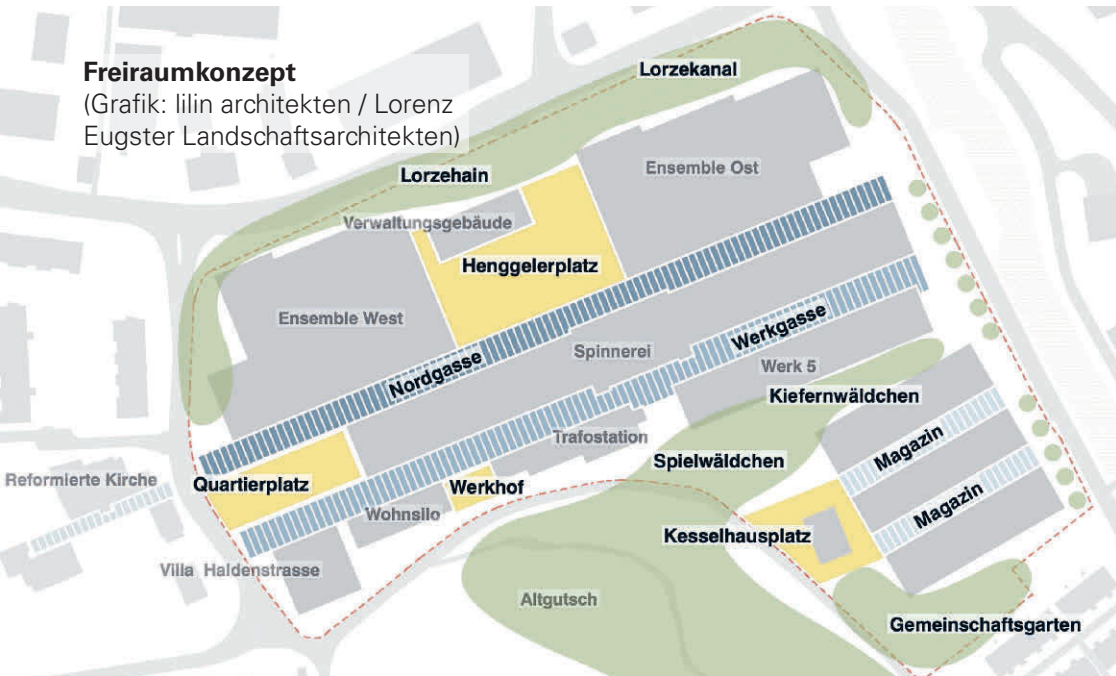 Freiraumkonzept
(Grafik: lilin architekten / Lorenz
Eugster Landschaftsarchitekten)
Lorzekanal
Ensemble Ost
Lorzehain
Verwaltungsgebäude
Henggelerplatz
Ensemble West
Nordgasse
Spinnerei
Werkgasse
Werk 5
Kiefernwäldchen
Trafostation
Spielwäldchen
Magazin
Reformierte Kirche
Quartierplatz
Werkhof
Magazin
Wohnsilo
Kesselhausplatz
Villa Haldenstrasse
Altgutsch
Gemeinschaftsgarten